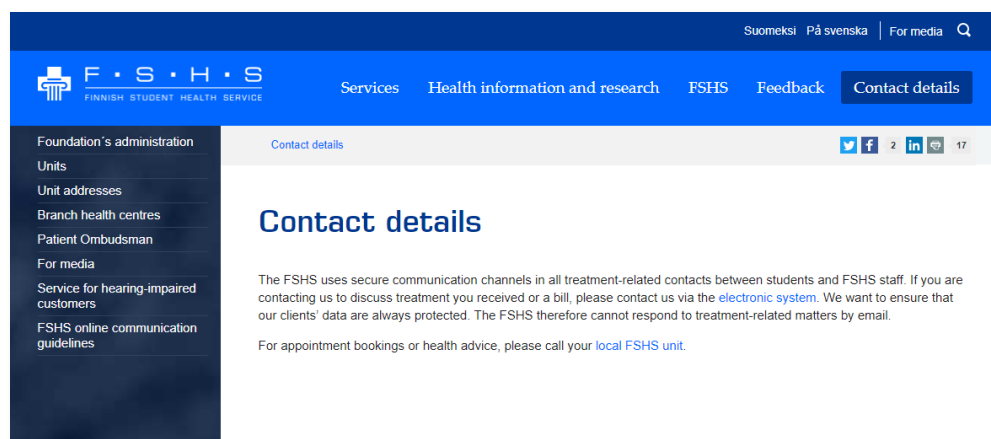 Suomeksi På svenska For media
F • S • H • S
FINNISH STUDENT HEALTH SERVICE
Services Health information and research FSHS Feedback Contact details
Foundation´s administration
Units
Unit addresses
Branch health centres
Patient Ombudsman
For media
Service for hearing-impaired
customers
FSHS online communication
guidelines
Contact details
2 in 17
Contact details
The FSHS uses secure communication channels in all treatment-related contacts between students and FSHS staff. If you are
contacting us to discuss treatment you received or a bill, please contact us via the electronic system. We want to ensure that
our clients' data are always protected. The FSHS therefore cannot respond to treatment-related matters by email.
For appointment bookings or health advice, please call your local FSHS unit.